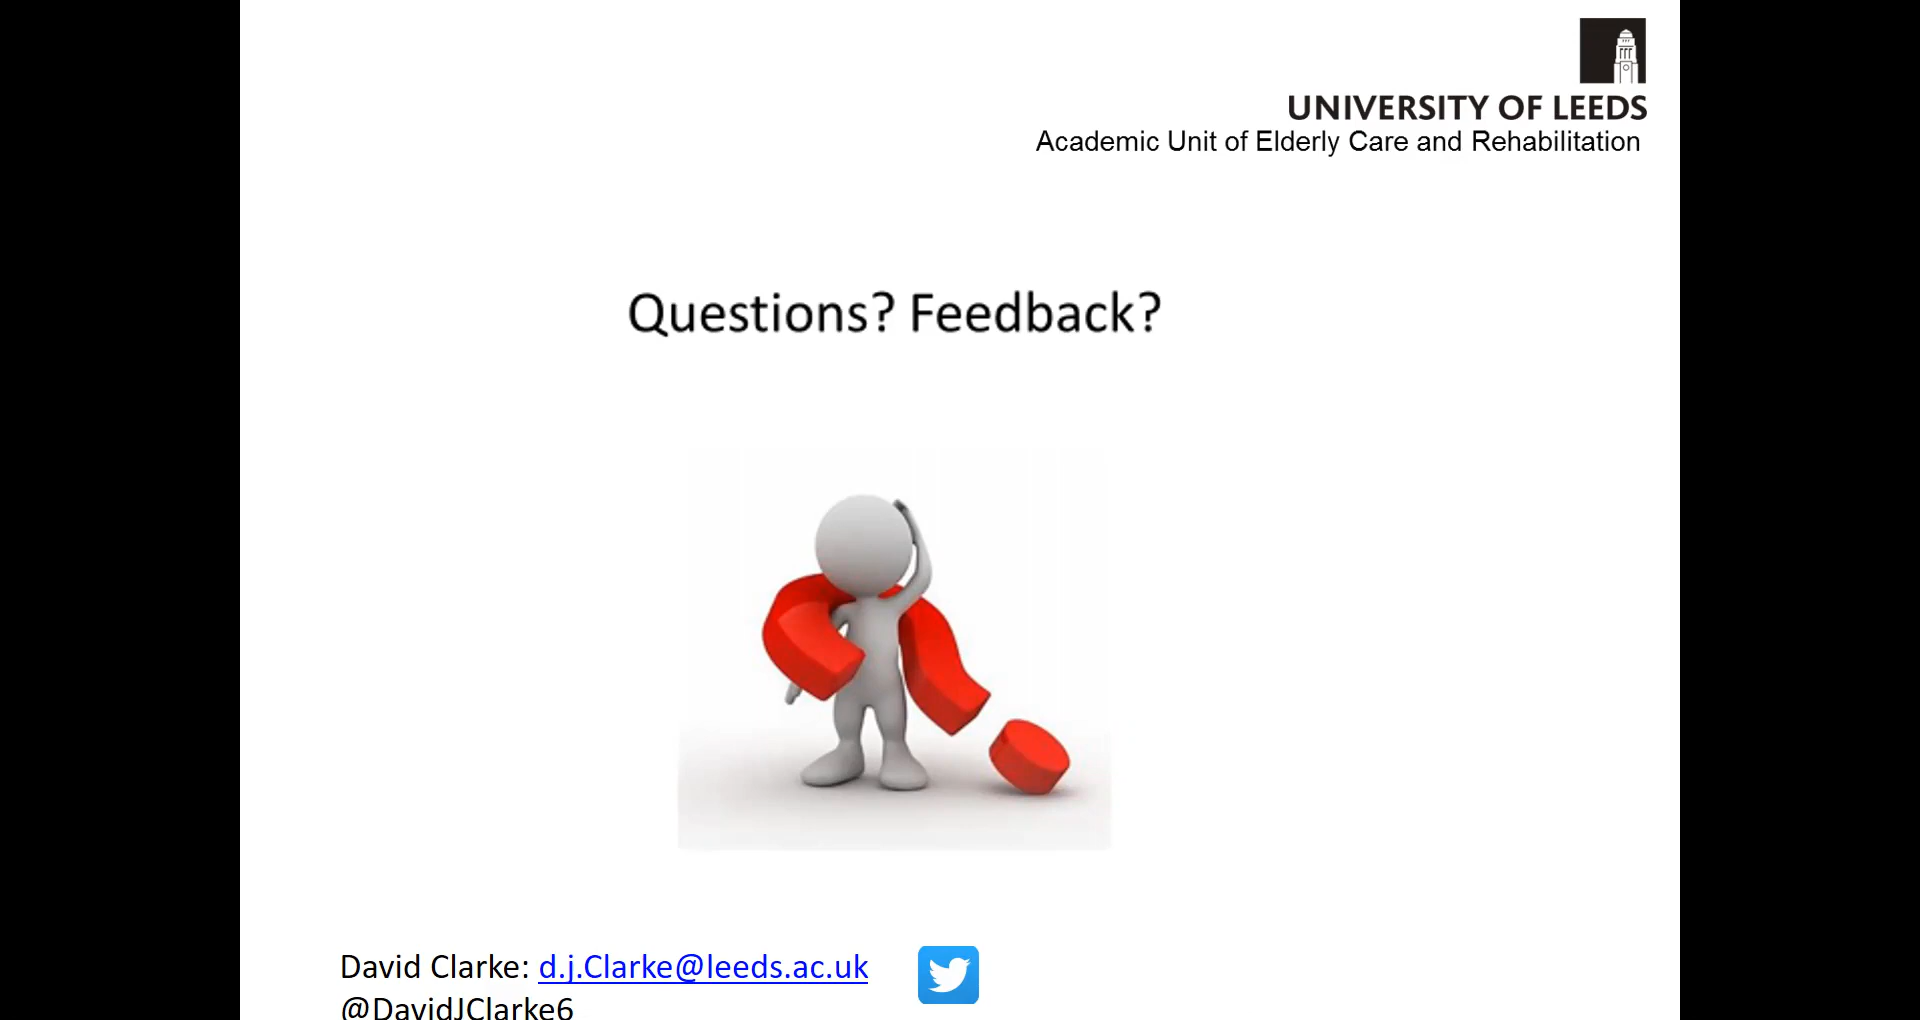 UNIVERSITY OF LEEDS
Academic Unit of Elderly Care and Rehabilitation
Questions? Feedback?
David Clarke: d.j.Clarke@leeds.ac.uk
@DavidJClarke6